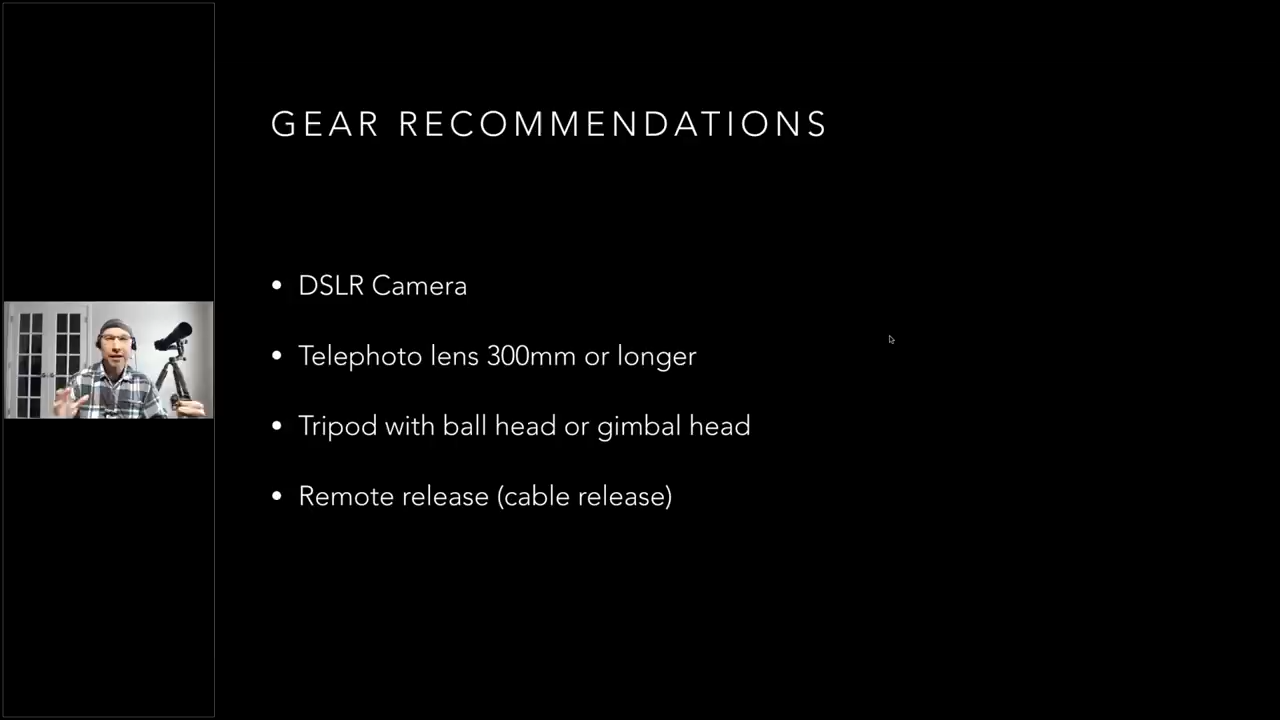 GEAR RECOMMENDATIONS
• DSLR Camera
• Telephoto lens 300mm or longer
• Tripod with ball head or gimbal head
• Remote release (cable release)